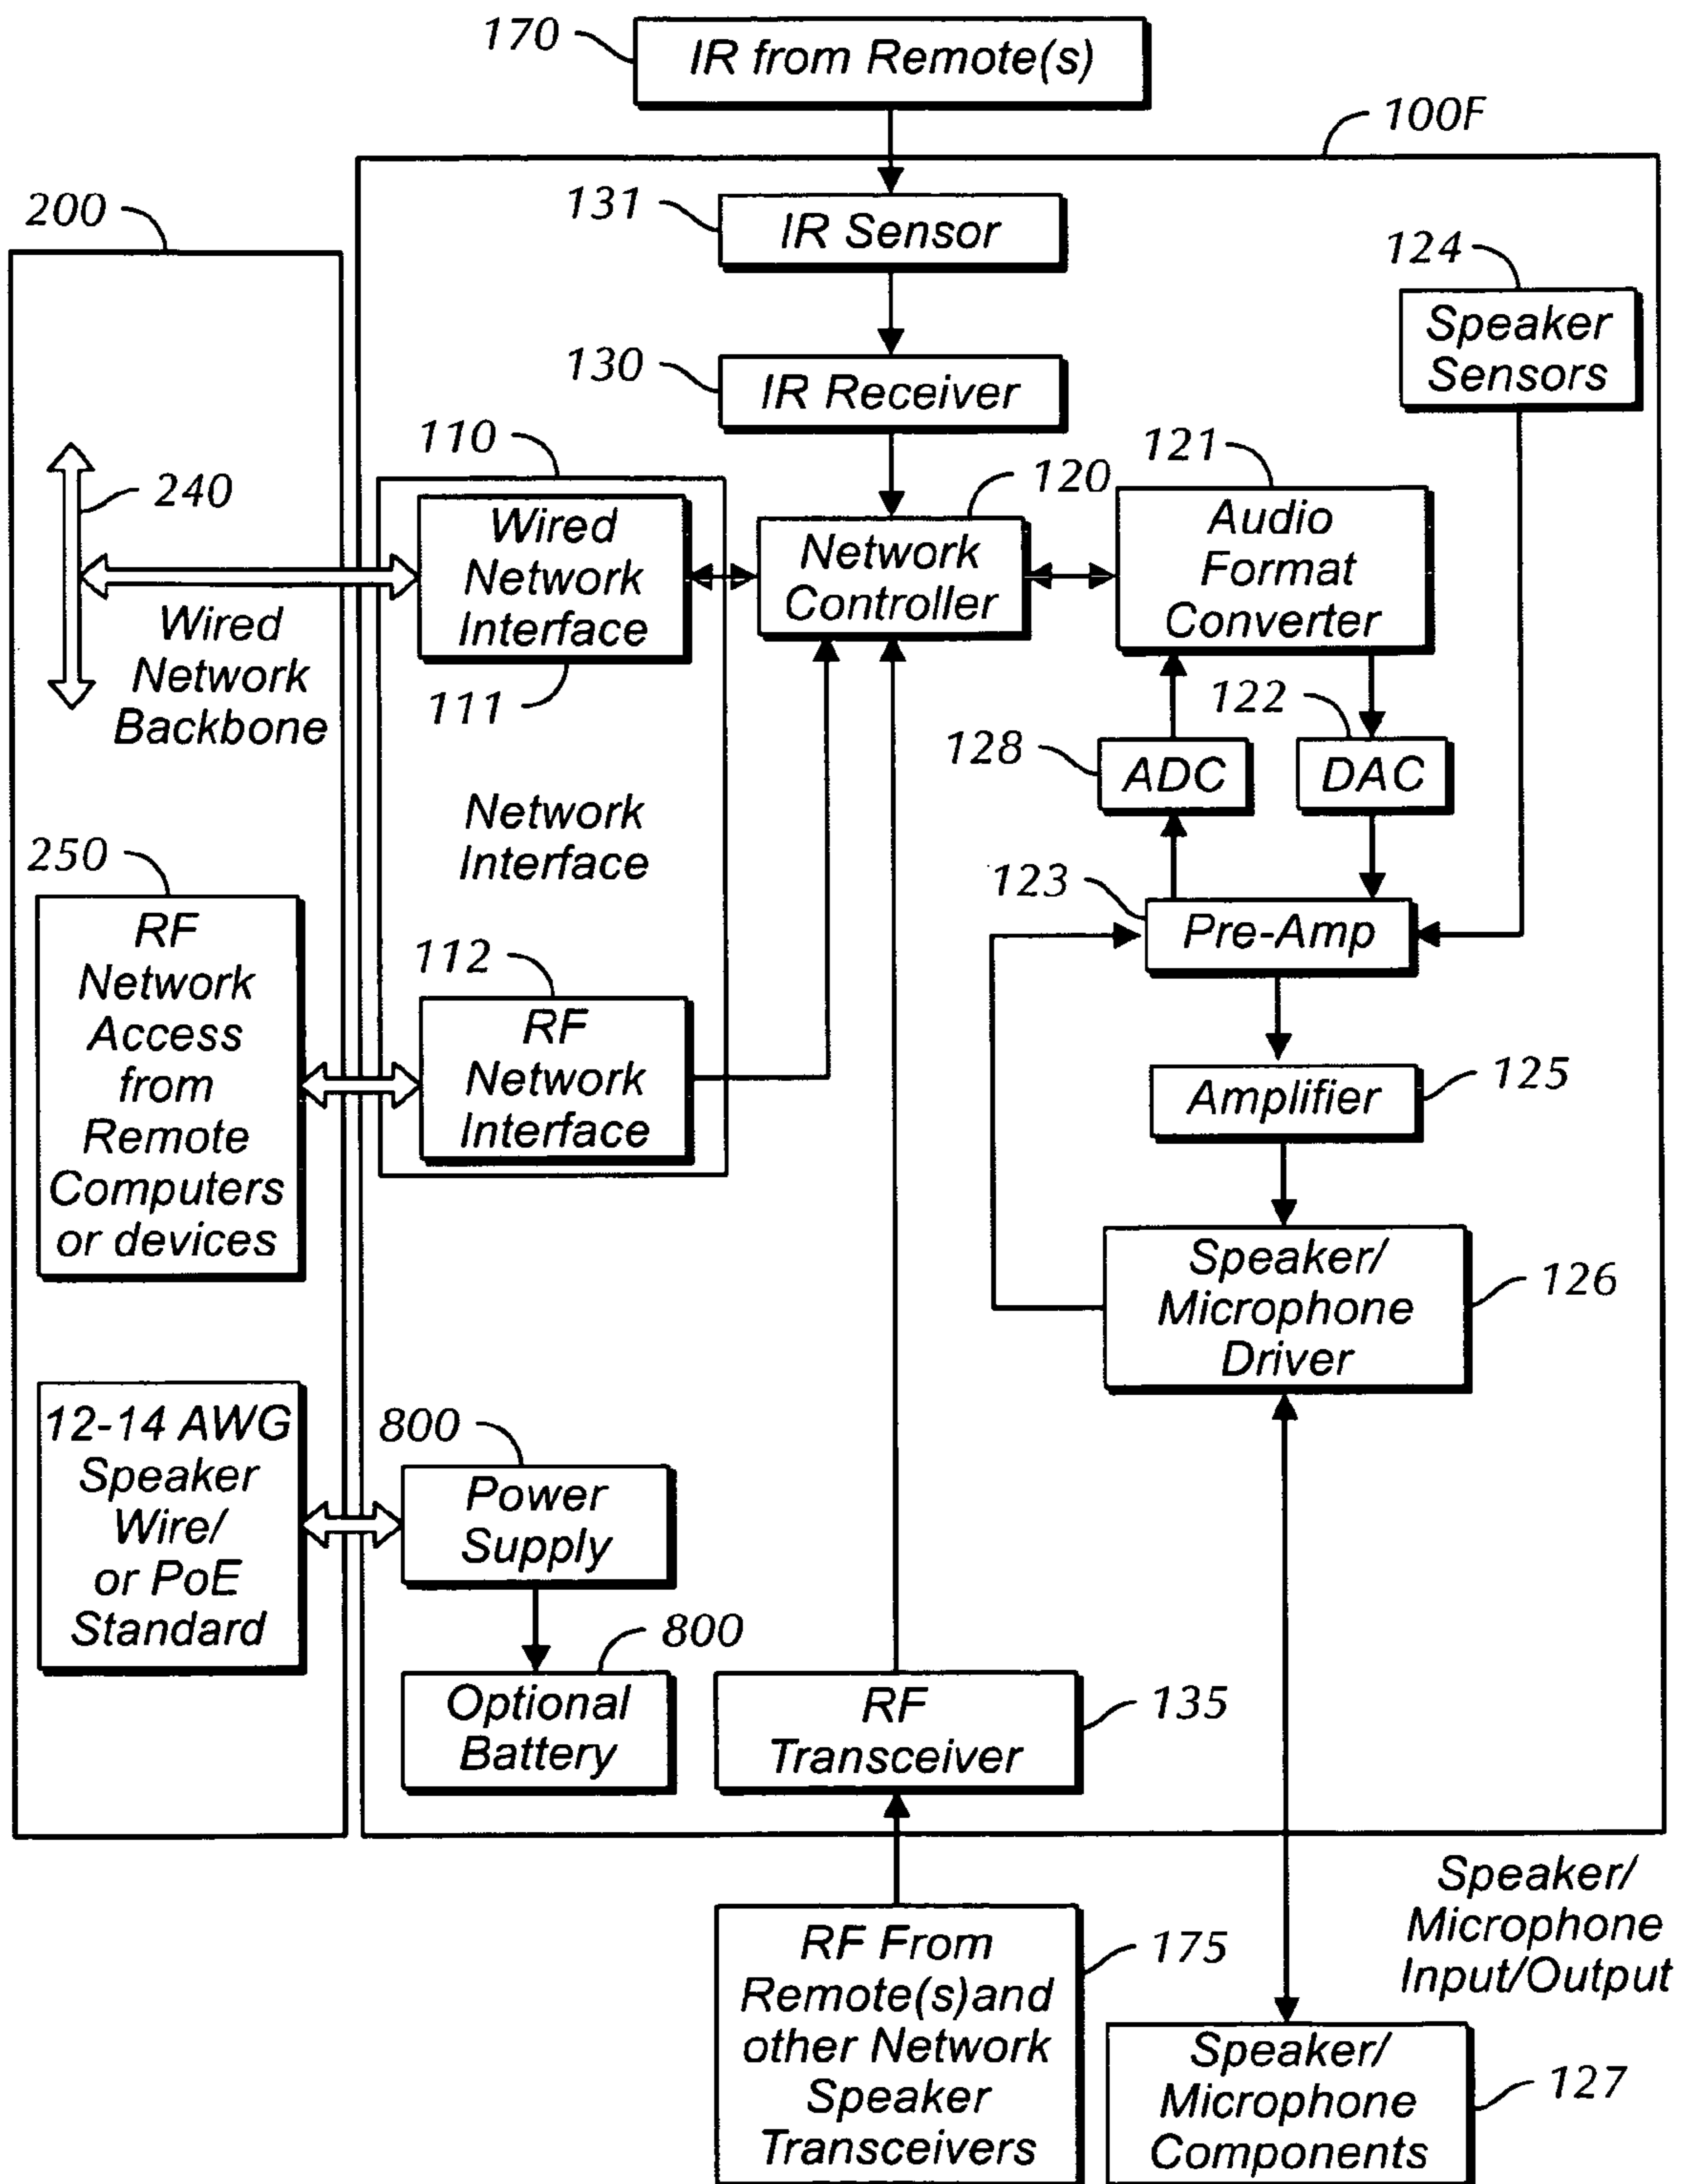 170
IR from Remote(s)
100F
200
131
IR Sensor
124
Speaker
Sensors
130
IR Receiver
110
121
240
120
Wired
Network
Interface
Network
Controller
Audio
Format
Converter
Wired
Network
Backbone
111
122
128
ADC
DAC
Network
Interface
250
123
Pre-Amp
RF
Network
Access
from
Remote
Computers
or devices
112
RF
Network
Interface
Amplifier
125
Speaker/
Microphone
Driver
126
12-14 AWG
Speaker
Wire/
or PoE
Standard
800
Power
Supply
800
Optional
Battery
RF
Transceiver
135
Speaker/
Microphone
Input/Output
RF From
Remote(s)and
other Network
Speaker
Transceivers
175
Speaker/
Microphone
Components
127